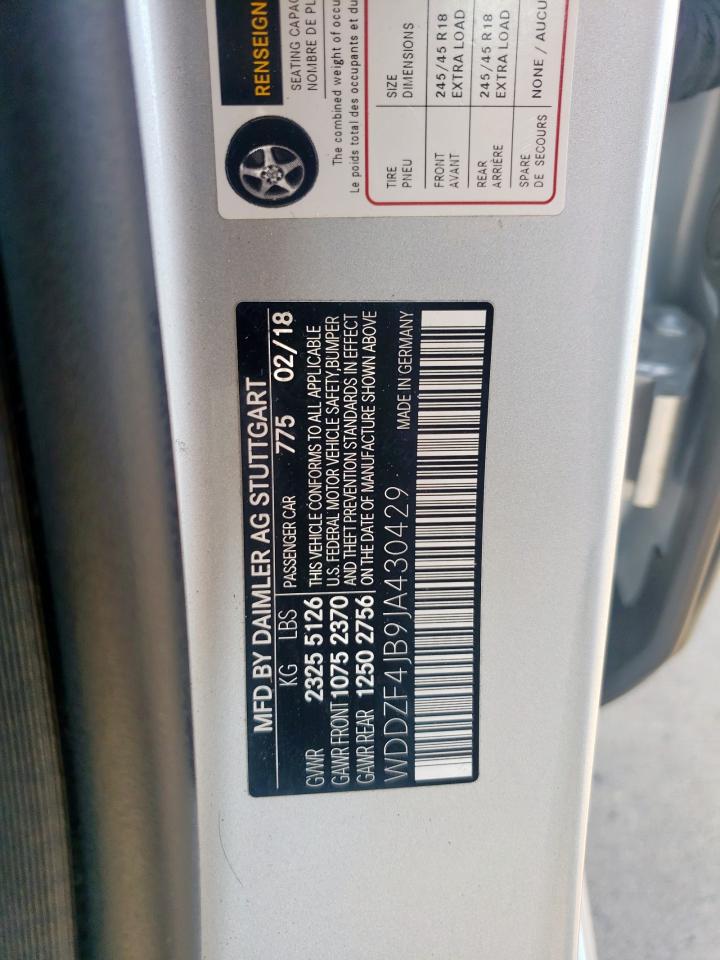 RENSEIGN
SEATING CAPAC
NOMBRE DE PL
The combined weight of occu
Le poids total des occupants et du
TIRE SIZE
PNEU DIMENSIONS
FRONT 245/45 R18
AVANT EXTRA LOAD
REAR 245/45 R18
ARRIÈRE EXTRA LOAD
SPARE NONE / AUCU
DE SECOURS
MFD BY DAIMLER AG STUTTGART
KG LBS PASSENGER CAR 775 02/18
GVWR 2325 5126 THIS VEHICLE CONFORMS TO ALL APPLICABLE
GAWR FRONT 1075 2370 U.S. FEDERAL MOTOR VEHICLE SAFETY,BUMPER
AND THEFT PREVENTION STANDARDS IN EFFECT
GAWR REAR 1250 2756 ON THE DATE OF MANUFACTURE SHOWN ABOVE
WDDZF4JB9JA430429 MADE IN GERMANY